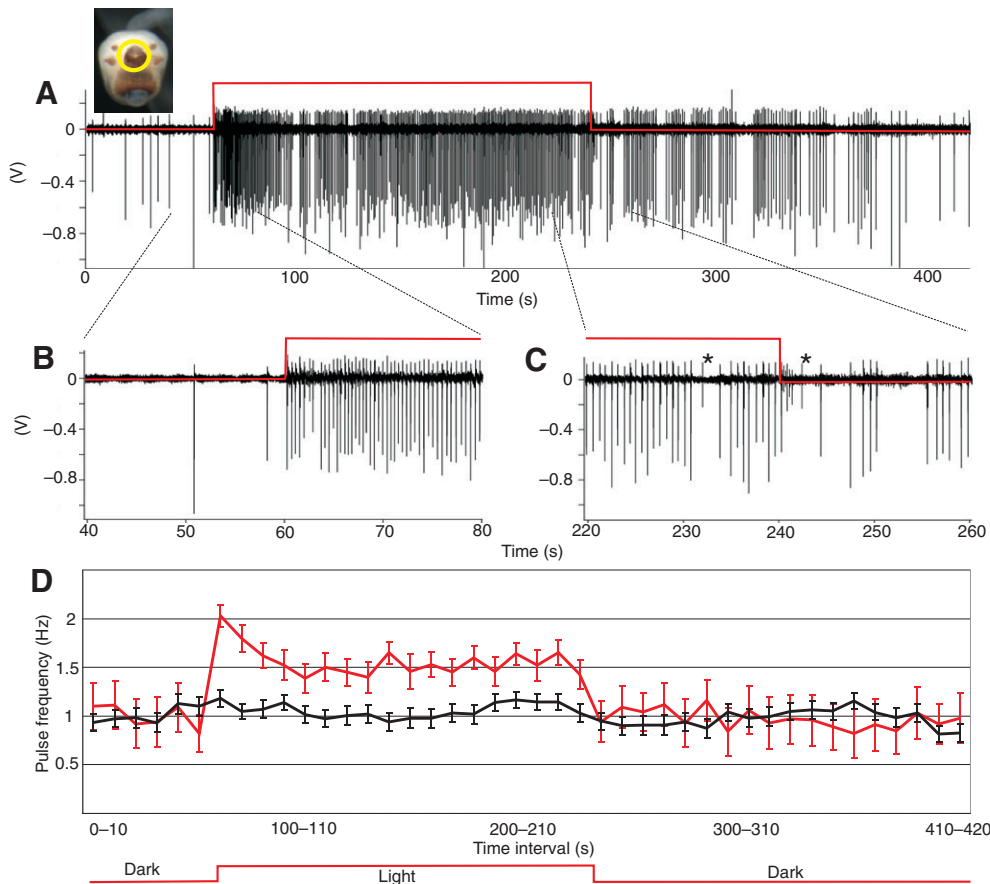 A
0
−0.4
−0.8
(V)
0 100 200 300 400
Time (s)
B C
0 0
−0.4 −0.4
−0.8 −0.8
(V)
* *
40 50 60 70 80 220 230 240 250 260
Time (s)
D
2
1.5
1
0.5
Pulse frequency (Hz)
0–10 100–110 200–210 300–310 410–420
Time interval (s)
Dark Light Dark